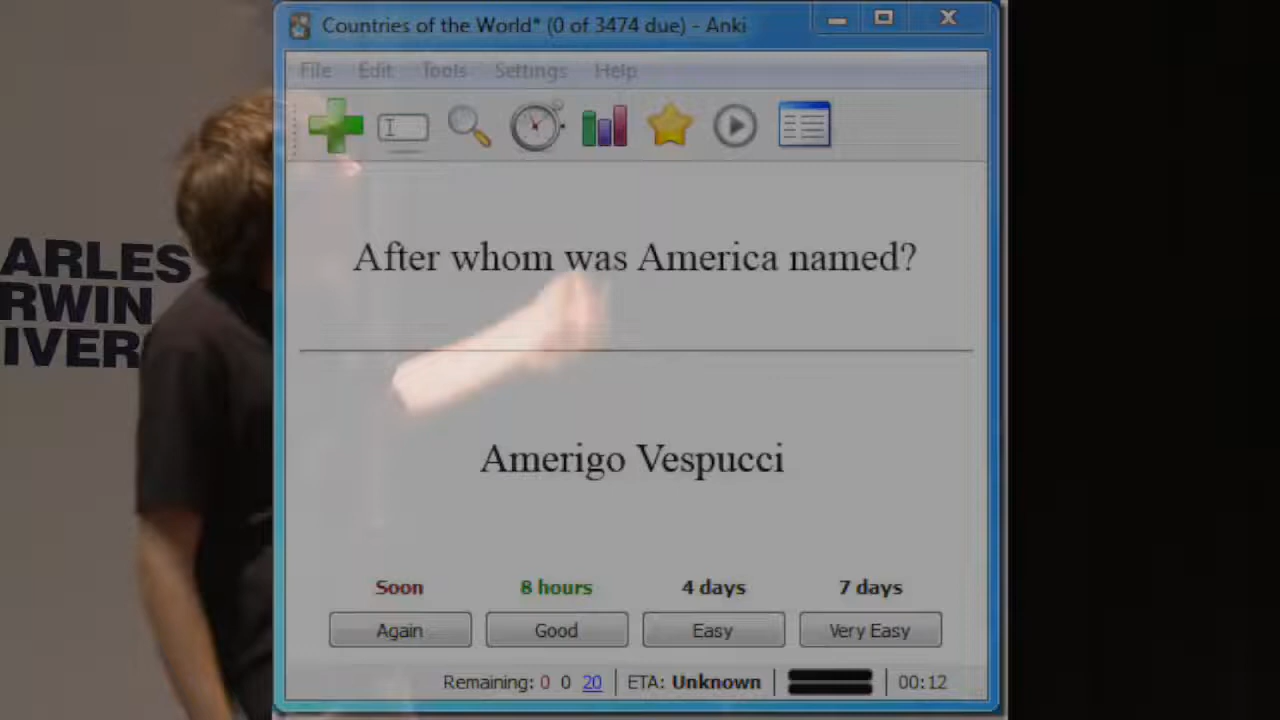 Countries of the World* (0 of 3474 due) - Anki
File Edit Tools Settings Help
ARLES
RWIN
IVERS
After whom was America named?
Amerigo Vespucci
Soon 8 hours 4 days 7 days
Again Good Easy Very Easy
Remaining: 0 0 20 ETA: Unknown 00:12